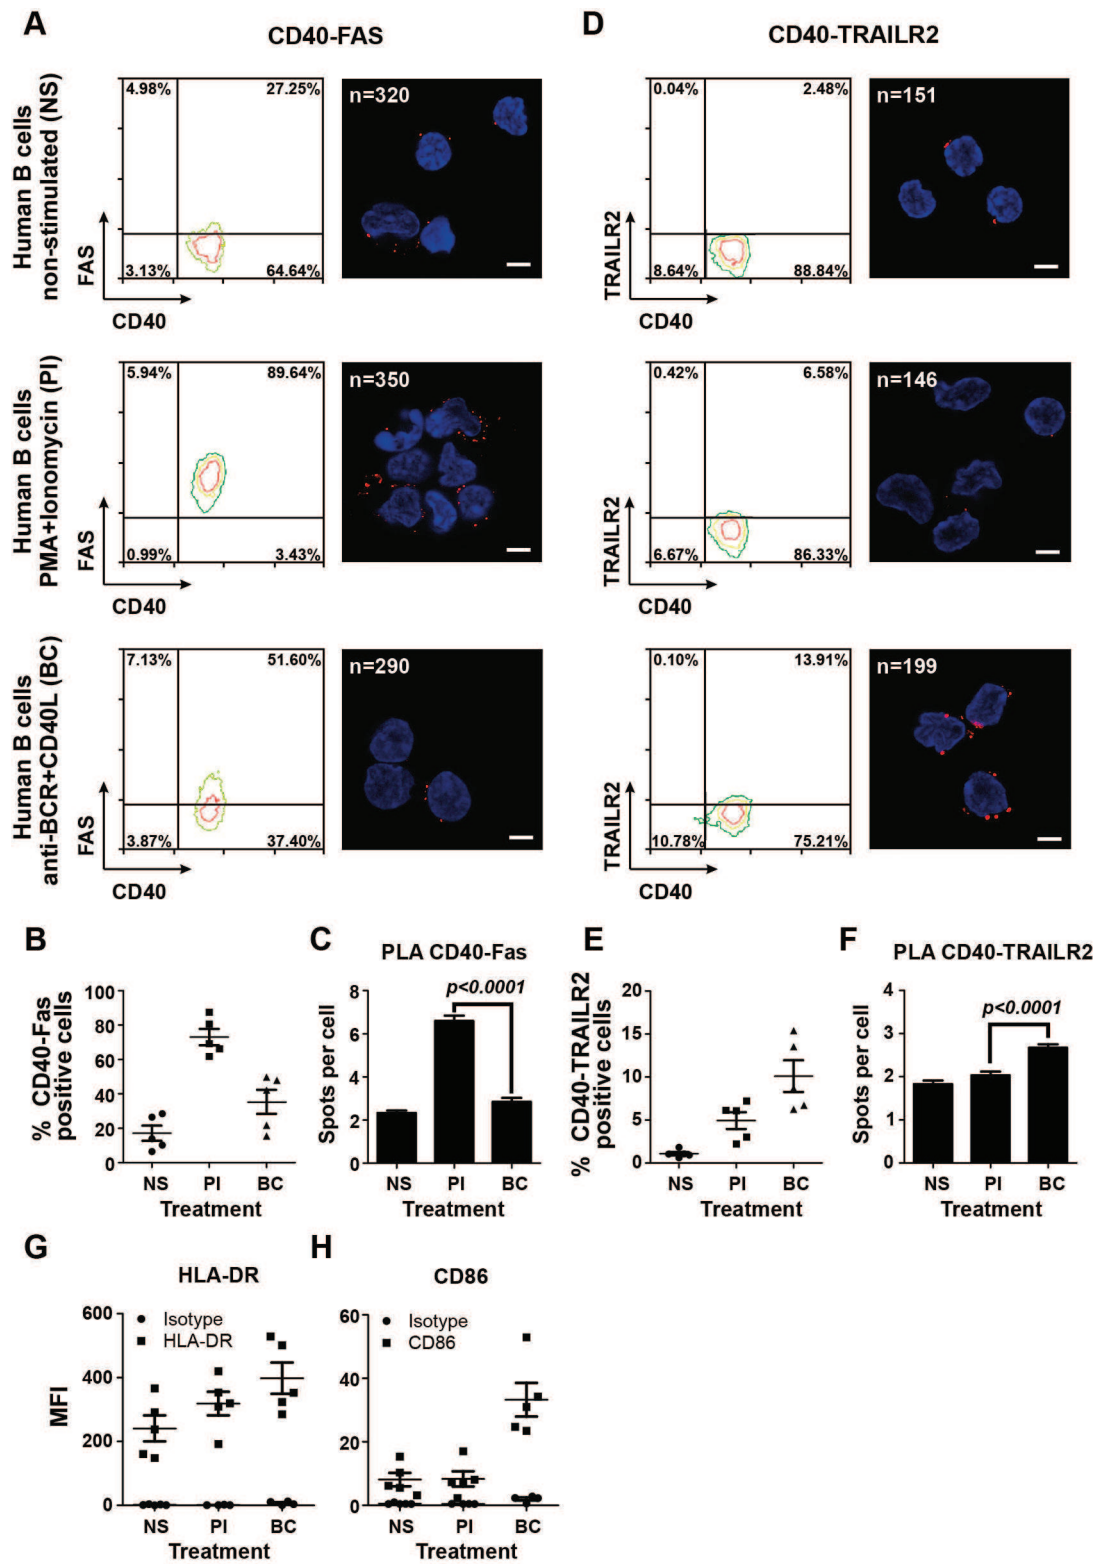 A
CD40-FAS
Human B cells
non-stimulated (NS)
4.98%
27.25%
3.13%
64.64%
FAS
CD40
n=320
Human B cells
PMA+Ionomycin (PI)
5.94%
89.64%
0.99%
3.43%
FAS
CD40
n=350
Human B cells
anti-BCR+CD40L (BC)
7.13%
51.60%
3.87%
37.40%
FAS
CD40
n=290
D
CD40-TRAILR2
0.04%
2.48%
8.64%
88.84%
TRAILR2
CD40
n=151
0.42%
6.58%
6.67%
86.33%
TRAILR2
CD40
n=146
0.10%
13.91%
10.78%
75.21%
TRAILR2
CD40
n=199
B
% CD40-Fas
positive cells
100
80
60
40
20
0
NS PI BC
Treatment
C
PLA CD40-Fas
p<0.0001
Spots per cell
8
6
4
2
0
NS PI BC
Treatment
E
% CD40-TRAILR2
positive cells
20
15
10
5
0
NS PI BC
Treatment
F
PLA CD40-TRAILR2
p<0.0001
Spots per cell
4
3
2
1
0
NS PI BC
Treatment
G
HLA-DR
Isotype
HLA-DR
MFI
600
400
200
0
NS PI BC
Treatment
H
CD86
Isotype
CD86
60
40
20
0
NS PI BC
Treatment